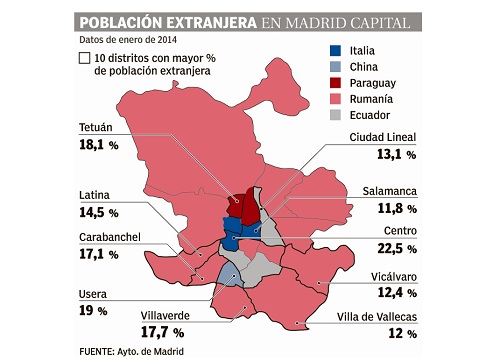 POBLACIÓN EXTRANJERA EN MADRID CAPITAL
Datos de enero de 2014
10 distritos con mayor %
de población extranjera
Italia
China
Paraguay
Rumanía
Ecuador
Tetuán
18,1 %
Ciudad Lineal
13,1 %
Latina
14,5 %
Salamanca
11,8 %
Carabanchel
17,1 %
Centro
22,5 %
Usera
19 %
Vicálvaro
12,4 %
Villaverde
17,7 %
Villa de Vallecas
12 %
FUENTE: Ayto. de Madrid